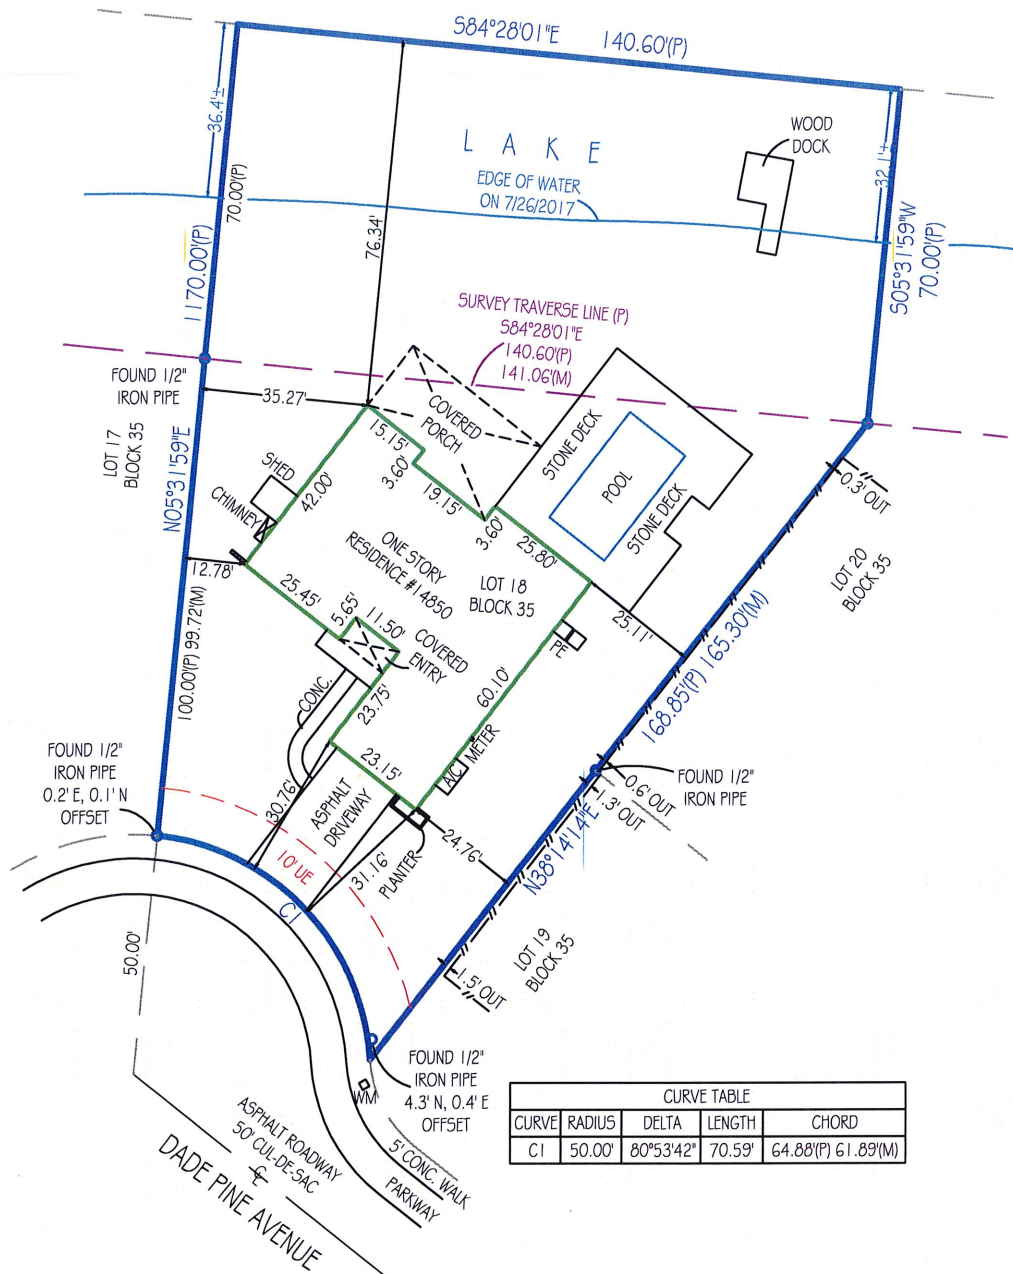 S84°28'01"E 140.60'(P)
36.4'±
70.00'(P)
1170.00'(P)
L A K E
EDGE OF WATER
ON 7/26/2017
WOOD
DOCK
32.1'±
S05°31'59"W
70.00'(P)
76.34'
SURVEY TRAVERSE LINE (P)
S84°28'01"E
140.60'(P)
141.06'(M)
FOUND 1/2"
IRON PIPE
35.27'
LOT 17
BLOCK 35
N05°31'59"E
COVERED
PORCH
15.15'
3.60'
19.15'
3.60'
25.80'
STONE DECK
POOL
STONE DECK
0.3' OUT
SHED
42.00'
CHIMNEY
ONE STORY
RESIDENCE #14850
LOT 18
BLOCK 35
LOT 20
BLOCK 35
12.78'
25.45'
5.65'
11.50'
COVERED
ENTRY
PE
25.11'
100.00'(P) 99.72'(M)
CONC.
23.75'
60.10'
168.85'(P) 165.30'(M)
23.15'
A/C
METER
FOUND 1/2"
IRON PIPE
0.2' E, 0.1' N
OFFSET
30.76'
ASPHALT
DRIVEWAY
FOUND 1/2"
IRON PIPE
0.6' OUT
1.3' OUT
10' UE
31.16'
PLANTER
24.76'
N38°14'14"E
C1
50.00'
LOT 19
BLOCK 35
1.5' OUT
FOUND 1/2"
IRON PIPE
4.3' N, 0.4' E
OFFSET
WM
ASPHALT ROADWAY
50' CUL-DE-SAC
5' CONC. WALK
PARKWAY
DADE PINE AVENUE
CURVE TABLE
CURVE RADIUS DELTA LENGTH CHORD
C1 50.00' 80°53'42" 70.59' 64.88'(P) 61.89'(M)